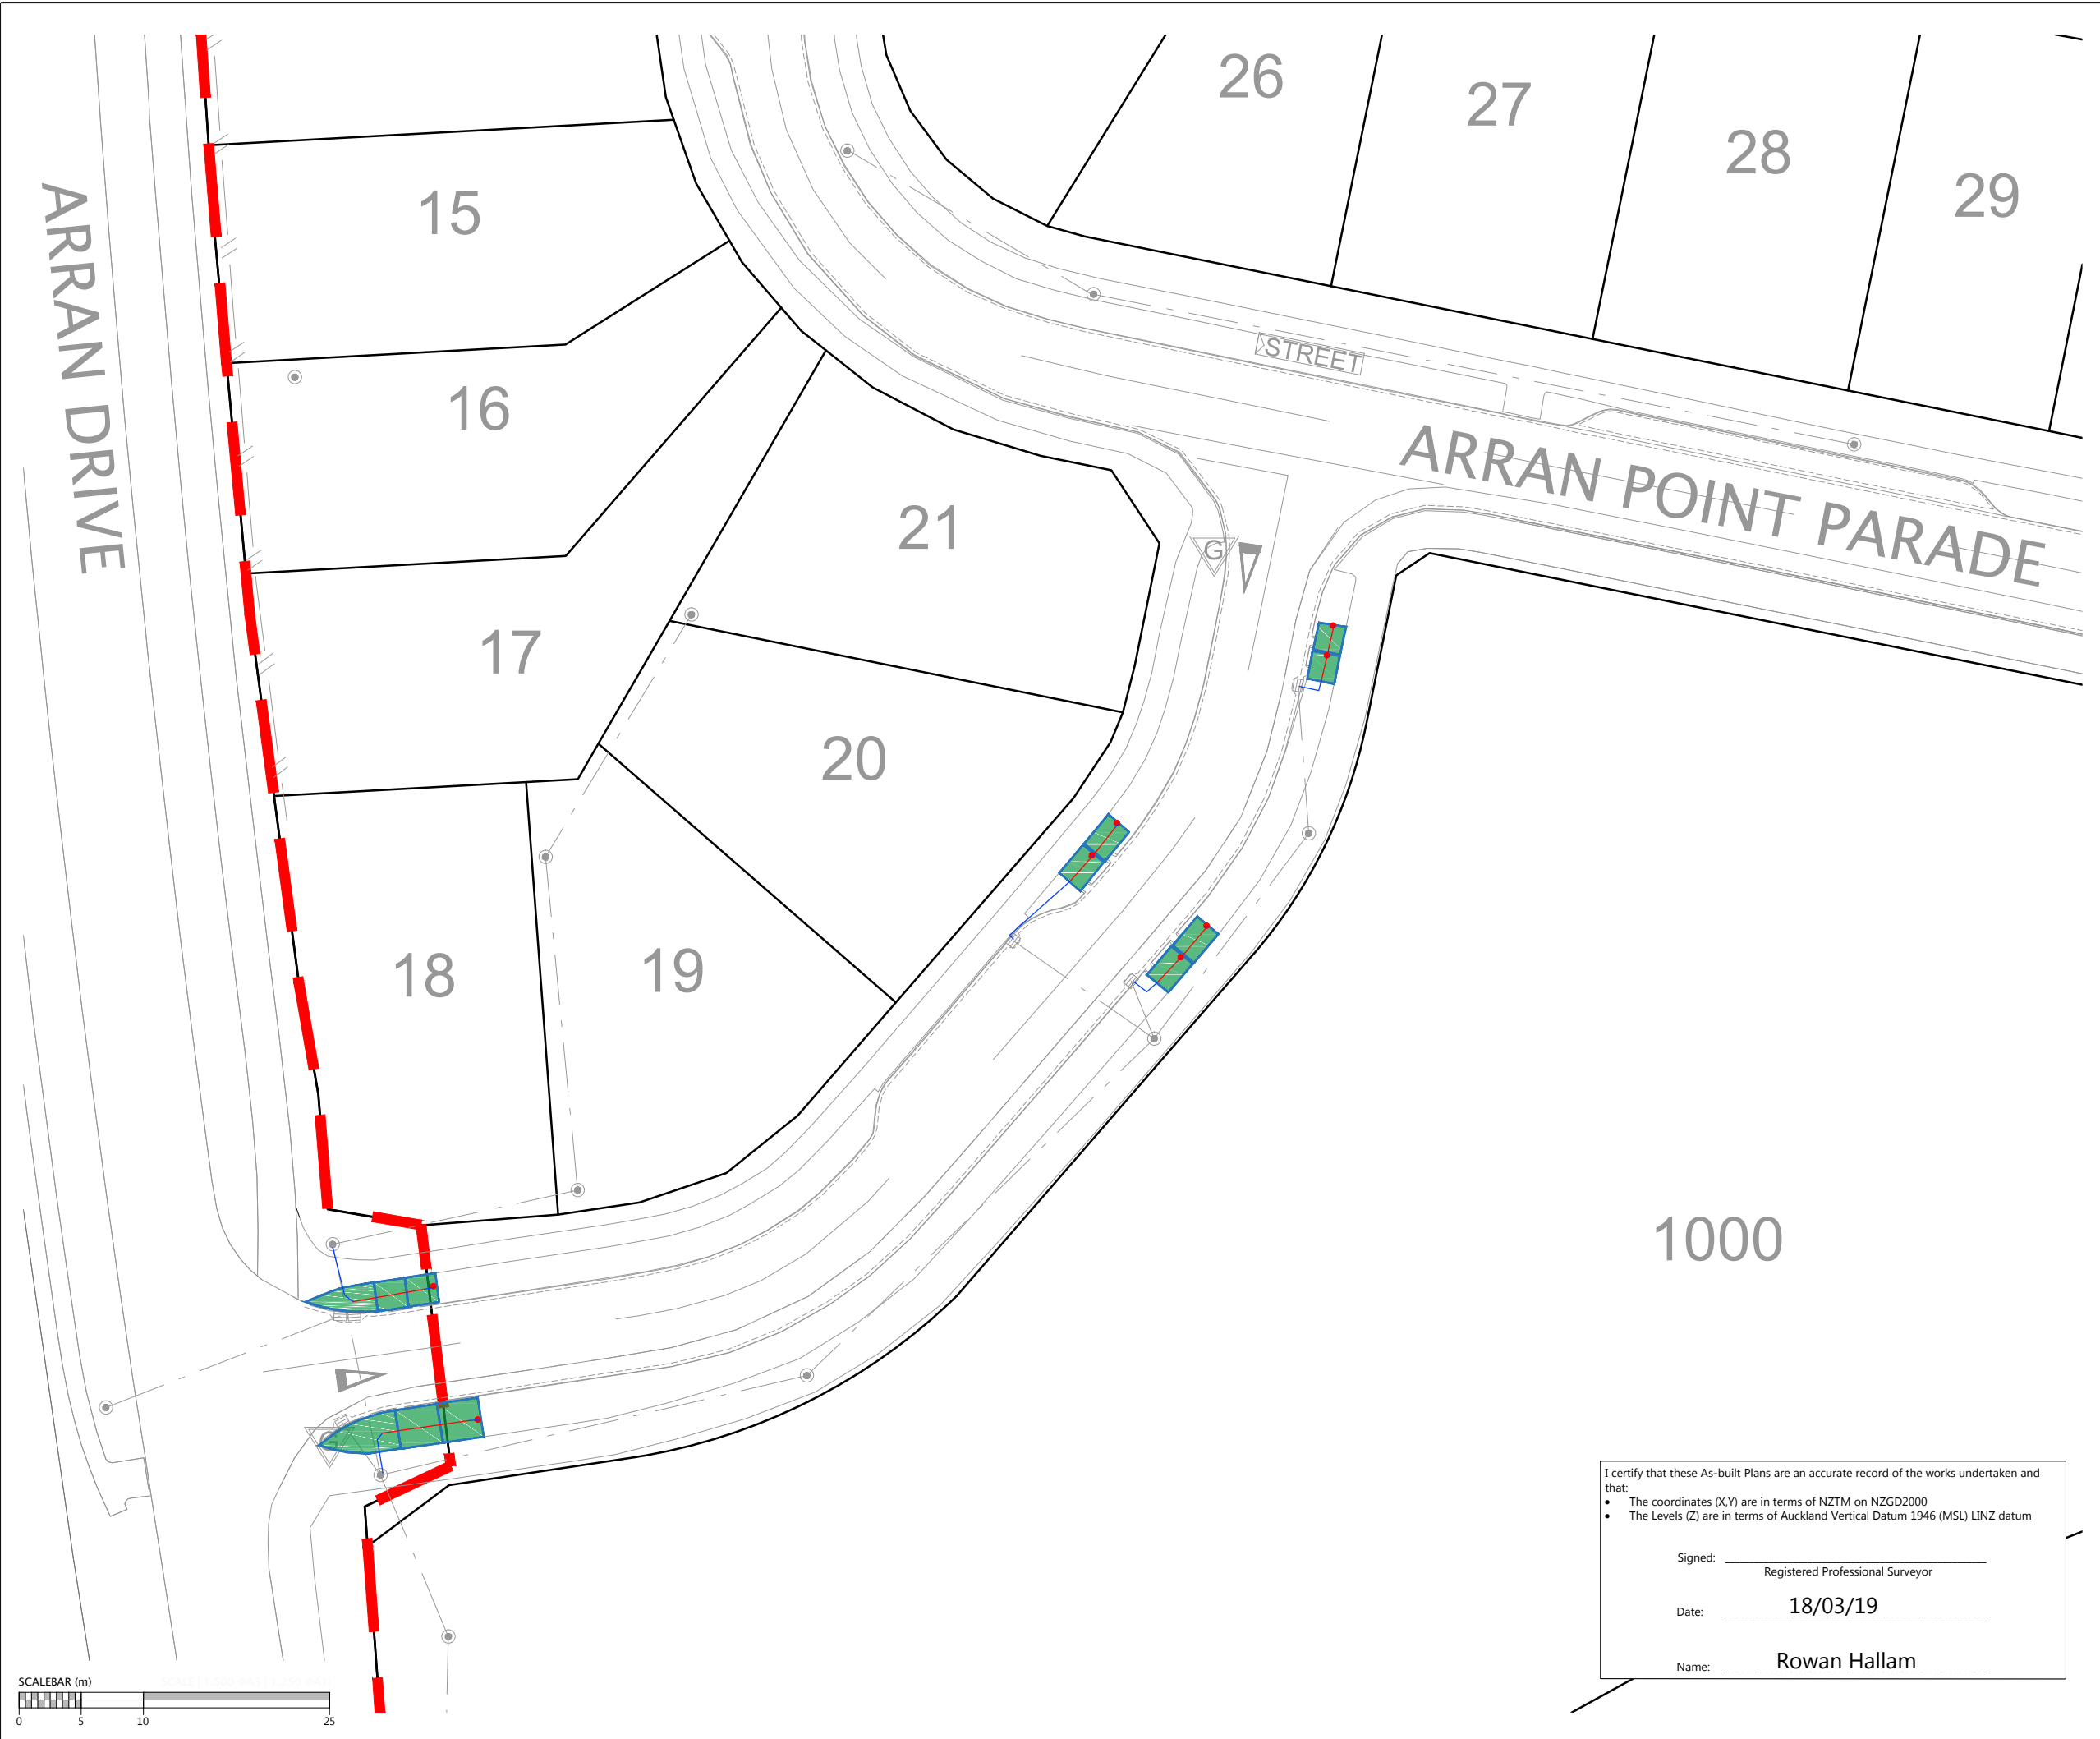 26
27
28
29
15
ARRAN DRIVE
16
STREET
ARRAN POINT PARADE
21
G
17
20
18
19
1000
G
I certify that these As-built Plans are an accurate record of the works undertaken and
that:
• The coordinates (X,Y) are in terms of NZTM on NZGD2000
• The Levels (Z) are in terms of Auckland Vertical Datum 1946 (MSL) LINZ datum
Signed:
Registered Professional Surveyor
Date: 18/03/19
Name: Rowan Hallam
SCALEBAR (m)
0 5 10 25